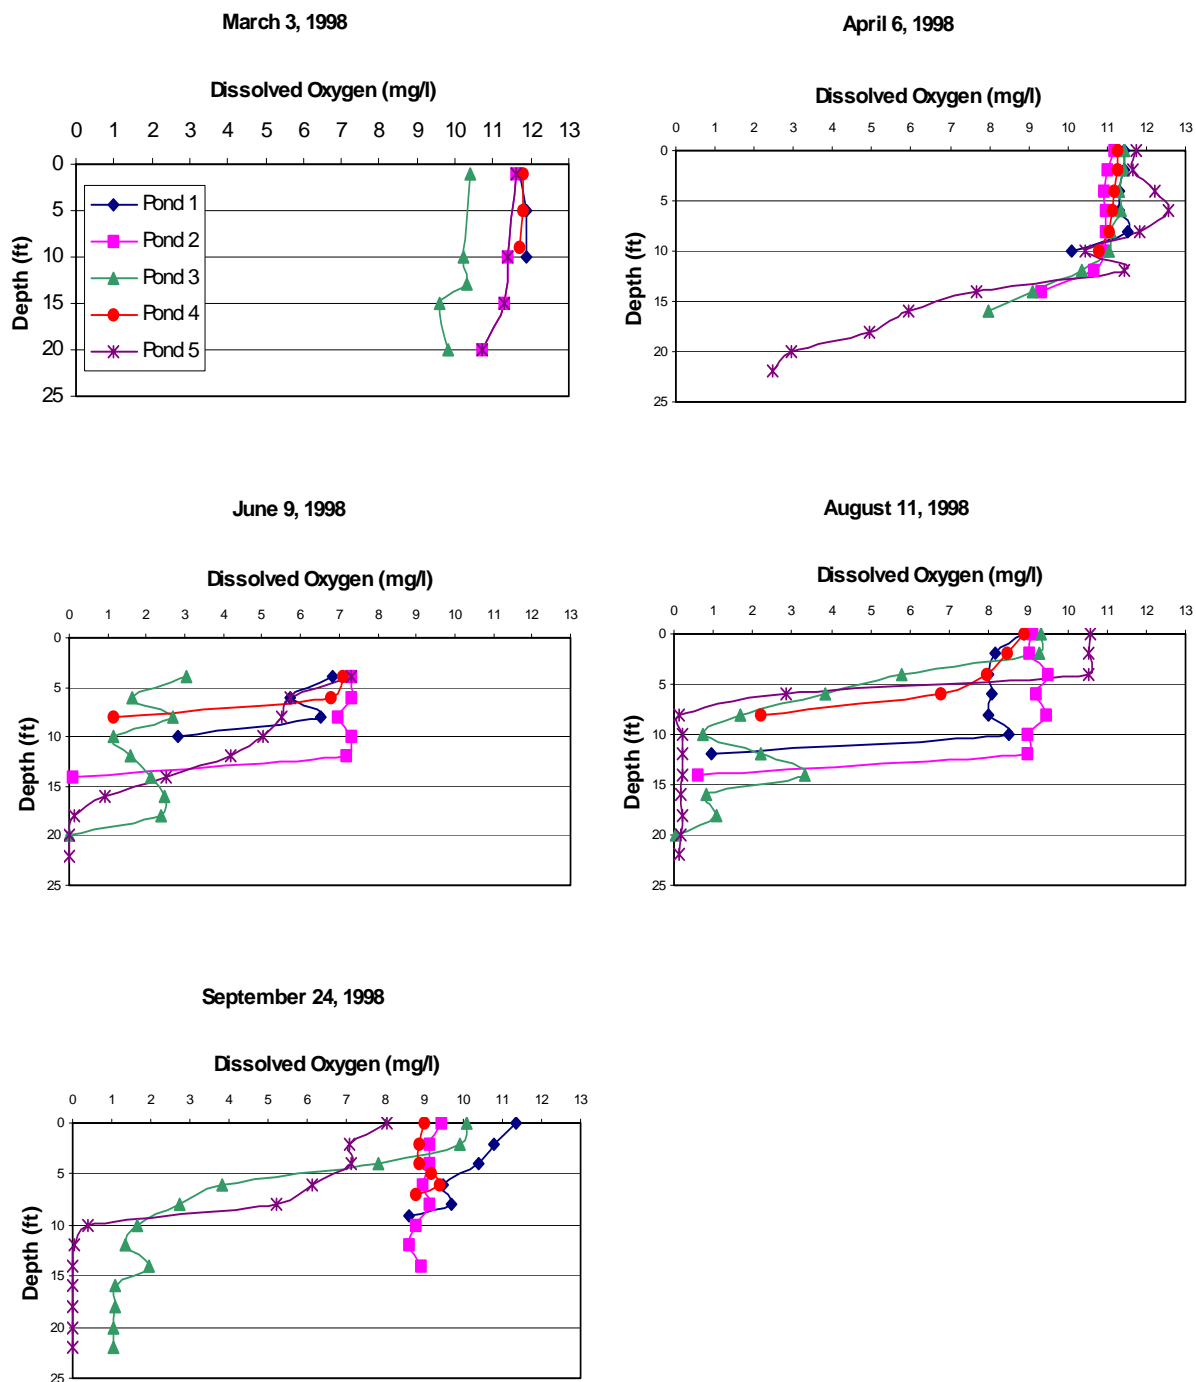 March 3, 1998
Dissolved Oxygen (mg/l)
0 1 2 3 4 5 6 7 8 9 10 11 12 13
0
5
10
15
20
25
Depth (ft)
Pond 1
Pond 2
Pond 3
Pond 4
Pond 5
April 6, 1998
Dissolved Oxygen (mg/l)
0 1 2 3 4 5 6 7 8 9 10 11 12 13
0
5
10
15
20
25
Depth (ft)
June 9, 1998
Dissolved Oxygen (mg/l)
0 1 2 3 4 5 6 7 8 9 10 11 12 13
0
5
10
15
20
25
Depth (ft)
August 11, 1998
Dissolved Oxygen (mg/l)
0 1 2 3 4 5 6 7 8 9 10 11 12 13
0
5
10
15
20
25
Depth (ft)
September 24, 1998
Dissolved Oxygen (mg/l)
0 1 2 3 4 5 6 7 8 9 10 11 12 13
0
5
10
15
20
25
Depth (ft)